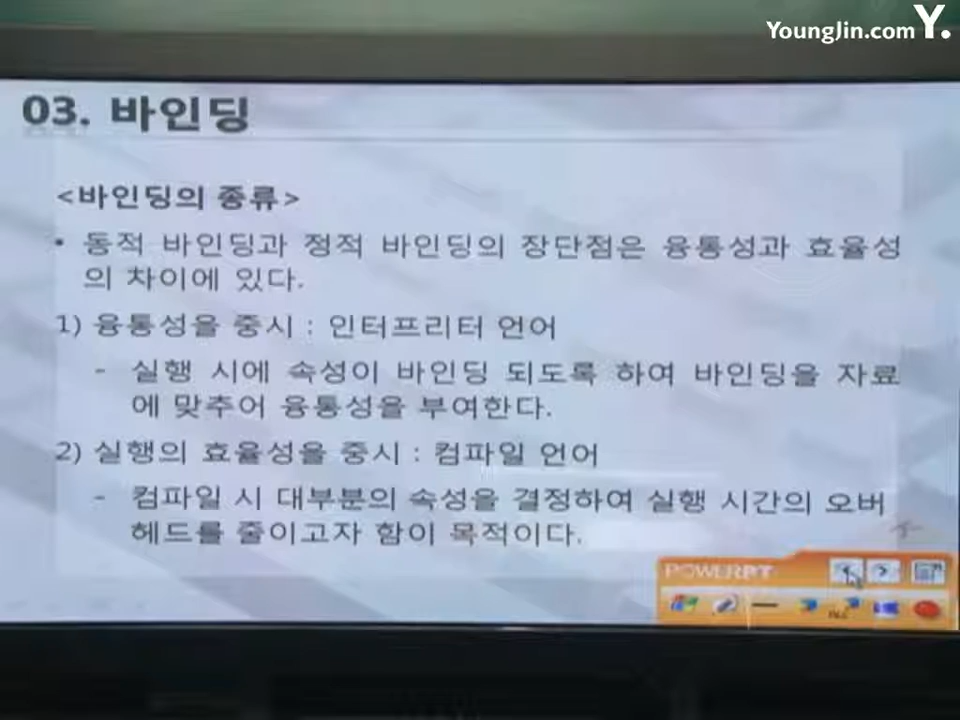 YoungJin.com Y.
03. 바인딩
<바인딩의 종류>
• 동적 바인딩과 정적 바인딩의 장단점은 융통성과 효율성
의 차이에 있다.
1) 융통성을 중시 : 인터프리터 언어
- 실행 시에 속성이 바인딩 되도록 하여 바인딩을 자료
에 맞추어 융통성을 부여한다.
2) 실행의 효율성을 중시 : 컴파일 언어
- 컴파일 시 대부분의 속성을 결정하여 실행 시간의 오버
헤드를 줄이고자 함이 목적이다.
POWERPT